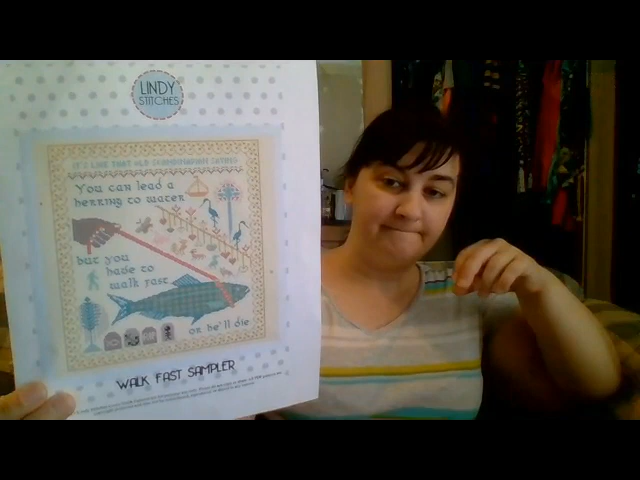 LINDY
STITCHES
IT'S LIKE THAT OLD SCANDINAVIAN SAYING
You can lead a
herring to water
but you
have to
walk fast
or he'll die
WALK FAST SAMPLER